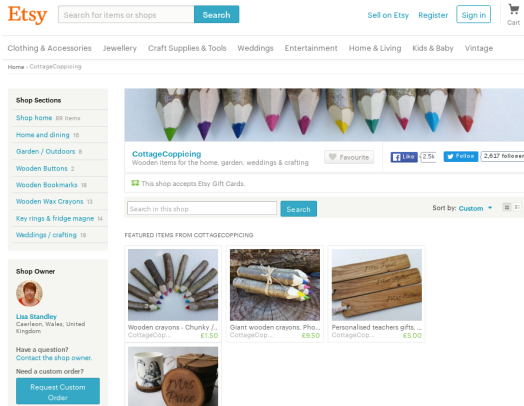 Etsy
Search for items or shops
Search
Sell on Etsy
Register
Sign in
Cart
Clothing & Accessories
Jewellery
Craft Supplies & Tools
Weddings
Entertainment
Home & Living
Kids & Baby
Vintage
Home › CottageCoppicing
Shop Sections
Shop home 89 items
Home and dining 16
Garden / Outdoors 8
Wooden Buttons 2
Wooden Bookmarks 18
Wooden Wax Crayons 13
Key rings & fridge magne 14
Weddings / crafting 19
Shop Owner
Lisa Standley
Caerleon, Wales, United
Kingdom
Have a question?
Contact the shop owner.
Need a custom order?
Request Custom
Order
CottageCoppicing
Wooden items for the home, garden, weddings & crafting
Favourite
Like
2.5k
Follow
2,617 follower
This shop accepts Etsy Gift Cards.
Search in this shop
Search
Sort by: Custom
FEATURED ITEMS FROM COTTAGECOPPICING
Wooden crayons - Chunky /...
CottageCop...
£1.50
Giant wooden crayons, Pho...
CottageCop...
£9.50
Personalised teachers gifts, ...
CottageCop...
£5.00
Mrs
Price